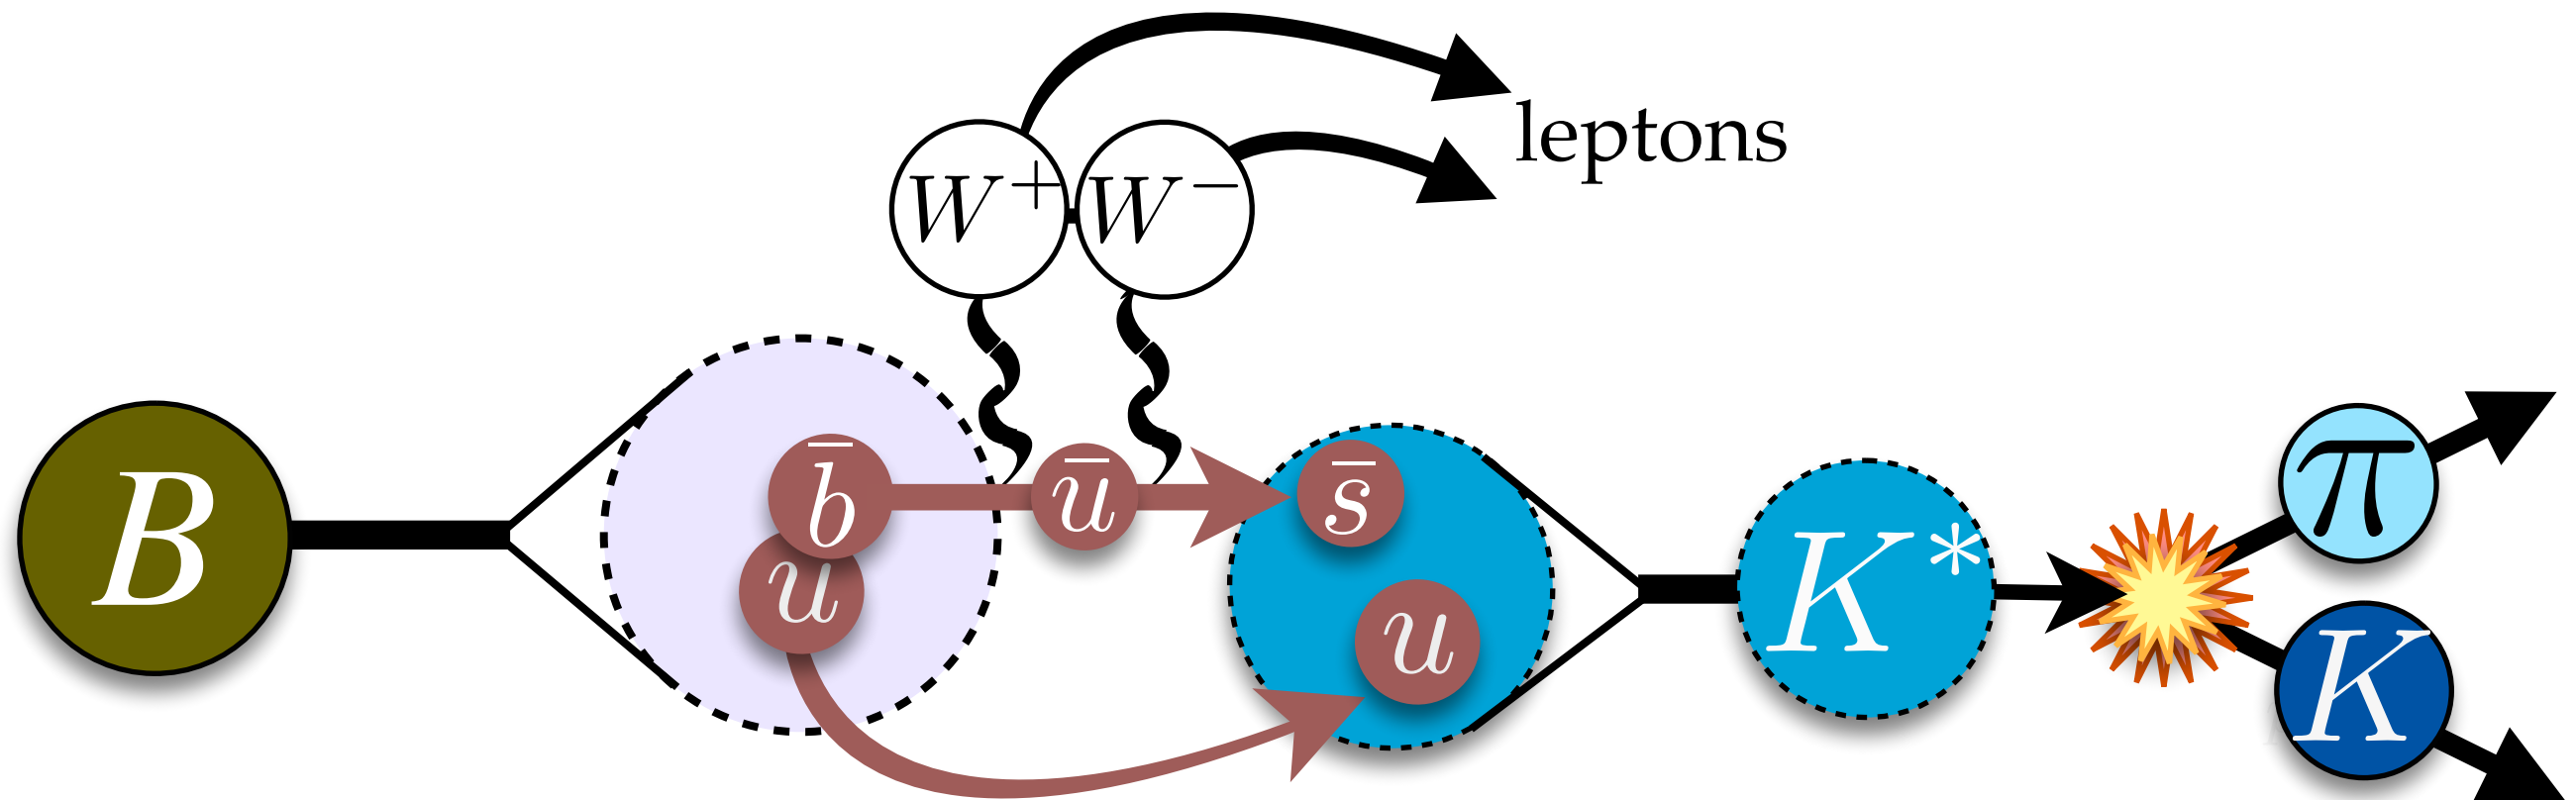 B
b̄
u
ū
W⁺
W⁻
leptons
s̄
u
K*
π
K